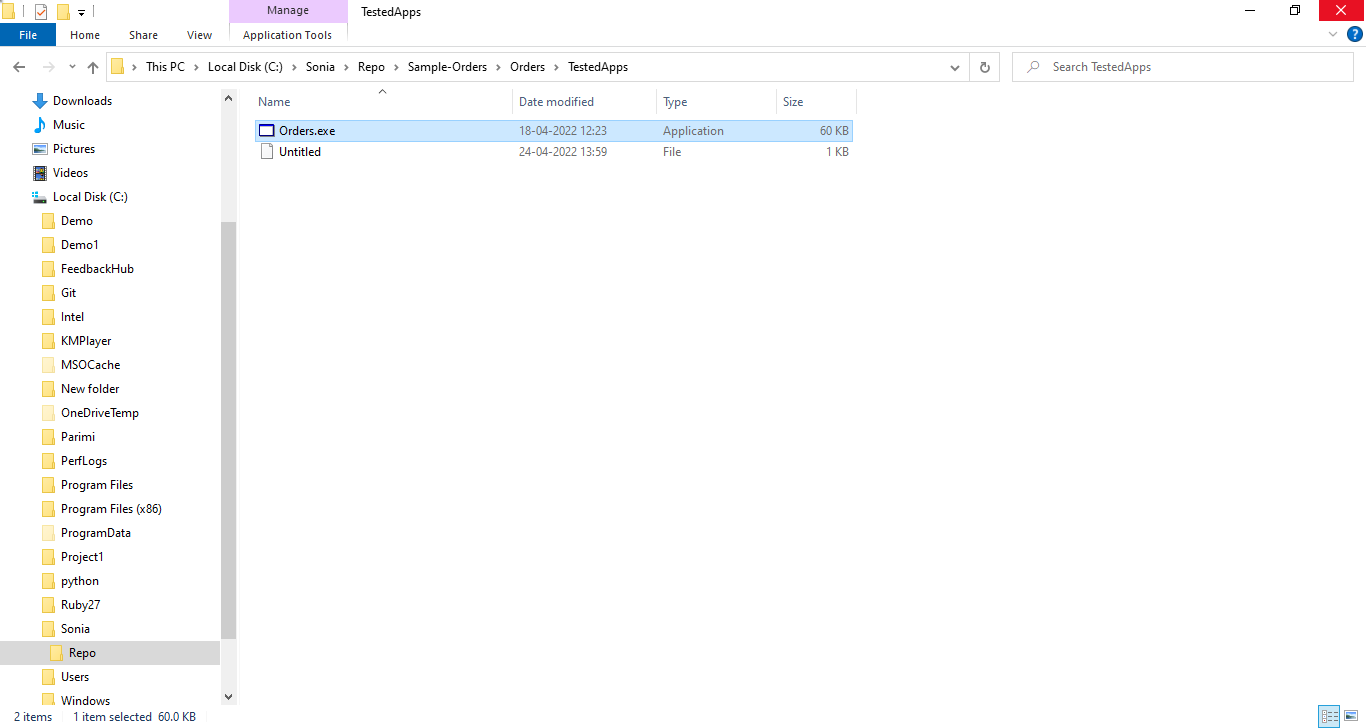 Manage
TestedApps
File
Home
Share
View
Application Tools
?
This PC
Local Disk (C:)
Sonia
Repo
Sample-Orders
Orders
TestedApps
Search TestedApps
Name
Date modified
Type
Size
Orders.exe 18-04-2022 12:23 Application 60 KB
Untitled 24-04-2022 13:59 File 1 KB
Downloads
Music
Pictures
Videos
Local Disk (C:)
Demo
Demo1
FeedbackHub
Git
Intel
KMPlayer
MSOCache
New folder
OneDriveTemp
Parimi
PerfLogs
Program Files
Program Files (x86)
ProgramData
Project1
python
Ruby27
Sonia
Repo
Users
Windows
2 items
1 item selected 60.0 KB